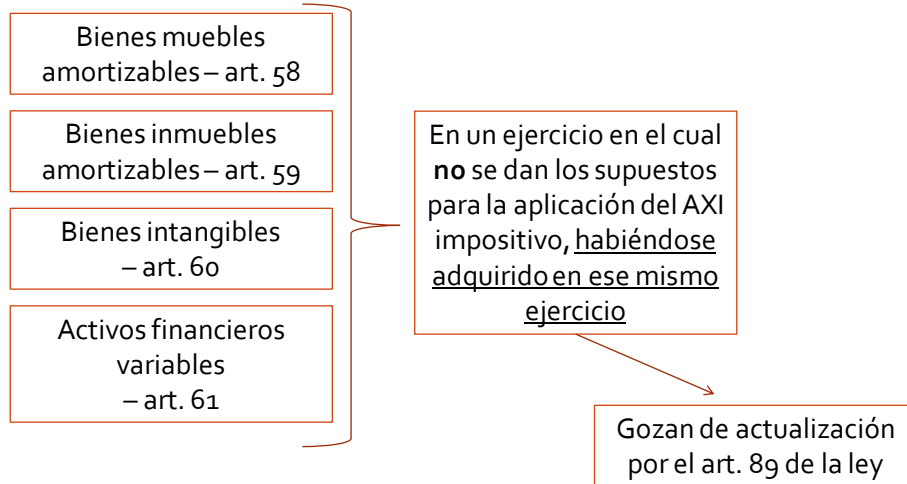 Bienes muebles
amortizables – art. 58
Bienes inmuebles
amortizables – art. 59
Bienes intangibles
– art. 60
Activos financieros
variables
– art. 61
En un ejercicio en el cual
no se dan los supuestos
para la aplicación del AXI
impositivo, habiéndose
adquirido en ese mismo
ejercicio
Gozan de actualización
por el art. 89 de la ley